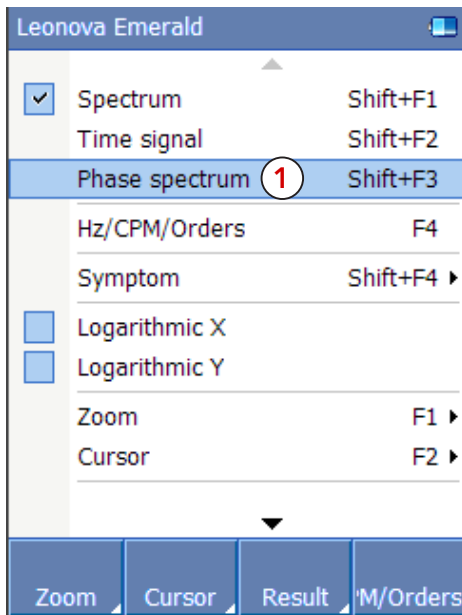 Leonova Emerald
Spectrum Shift+F1
Time signal Shift+F2
Phase spectrum 1 Shift+F3
Hz/CPM/Orders F4
Symptom Shift+F4
Logarithmic X
Logarithmic Y
Zoom F1
Cursor F2
Zoom Cursor Result 'M/Orders